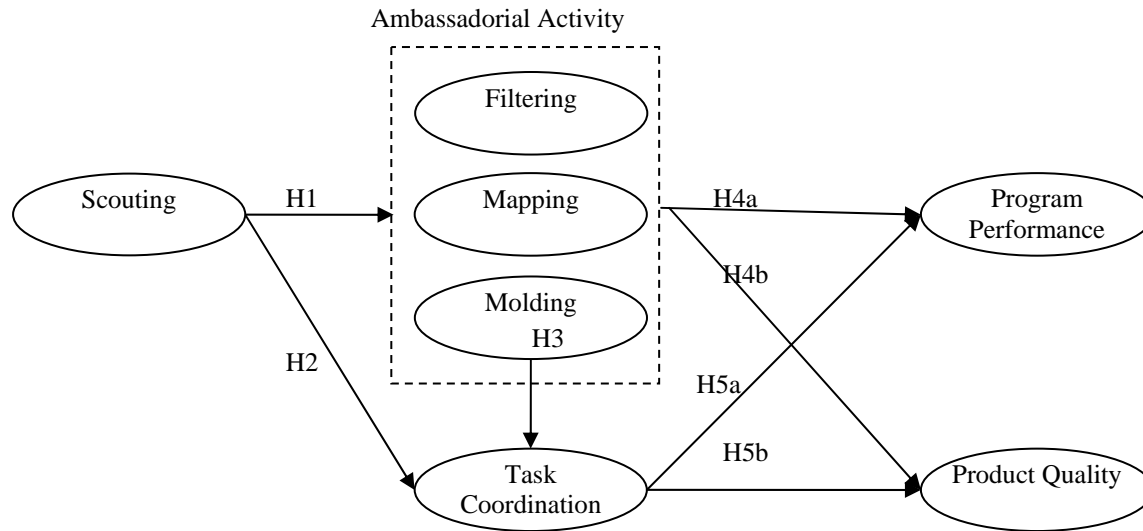 Ambassadorial Activity
Filtering
Scouting
H1
Mapping
H4a
Program
Performance
H4b
Molding
H3
H2
H5a
H5b
Task
Coordination
Product Quality